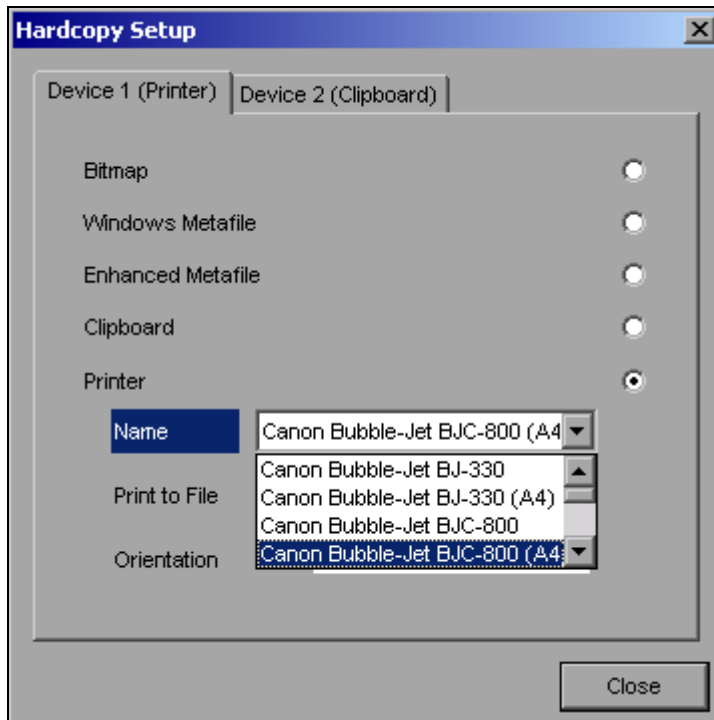 Hardcopy Setup
Device 1 (Printer) Device 2 (Clipboard)
Bitmap
Windows Metafile
Enhanced Metafile
Clipboard
Printer
Name Canon Bubble-Jet BJC-800 (A4
Canon Bubble-Jet BJ-330
Print to File Canon Bubble-Jet BJ-330 (A4)
Canon Bubble-Jet BJC-800
Orientation Canon Bubble-Jet BJC-800 (A4
Close